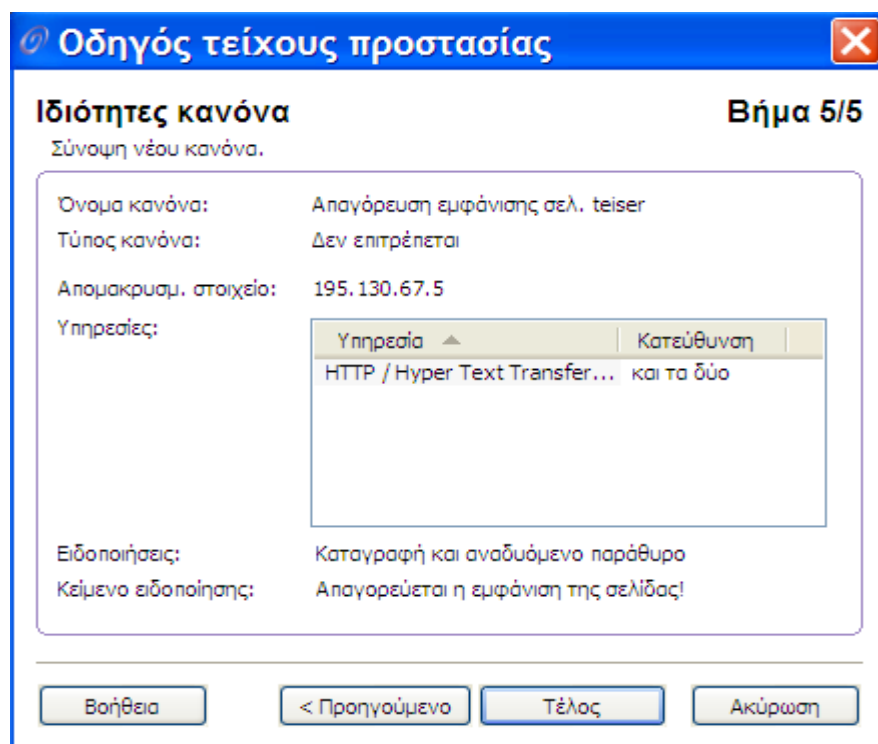 Οδηγός τείχους προστασίας
Ιδιότητες κανόνα Βήμα 5/5
Σύνοψη νέου κανόνα.
Όνομα κανόνα: Απαγόρευση εμφάνισης σελ. teiser
Τύπος κανόνα: Δεν επιτρέπεται
Απομακρυσμ. στοιχείο: 195.130.67.5
Υπηρεσίες:
Υπηρεσία Κατεύθυνση
HTTP / Hyper Text Transfer... και τα δύο
Ειδοποιήσεις: Καταγραφή και αναδυόμενο παράθυρο
Κείμενο ειδοποίησης: Απαγορεύεται η εμφάνιση της σελίδας!
Βοήθεια < Προηγούμενο Τέλος Ακύρωση